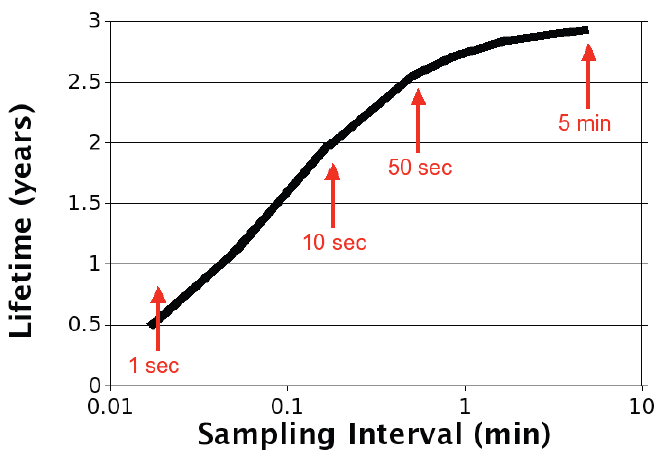 3
2.5
2
1.5
1
0.5
0
Lifetime (years)
5 min
50 sec
10 sec
1 sec
0.01 0.1 1 10
Sampling Interval (min)